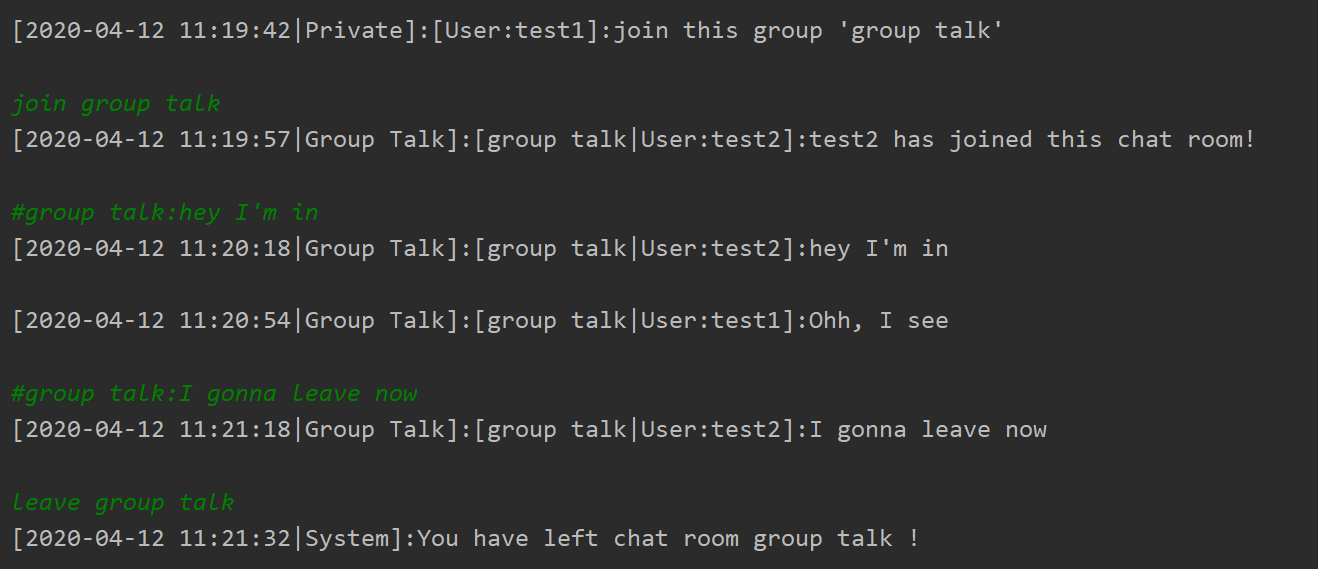 [2020-04-12 11:19:42|Private]:[User:test1]:join this group 'group talk'
join group talk
[2020-04-12 11:19:57|Group Talk]:[group talk|User:test2]:test2 has joined this chat room!
#group talk:hey I'm in
[2020-04-12 11:20:18|Group Talk]:[group talk|User:test2]:hey I'm in
[2020-04-12 11:20:54|Group Talk]:[group talk|User:test1]:Ohh, I see
#group talk:I gonna leave now
[2020-04-12 11:21:18|Group Talk]:[group talk|User:test2]:I gonna leave now
leave group talk
[2020-04-12 11:21:32|System]:You have left chat room group talk !